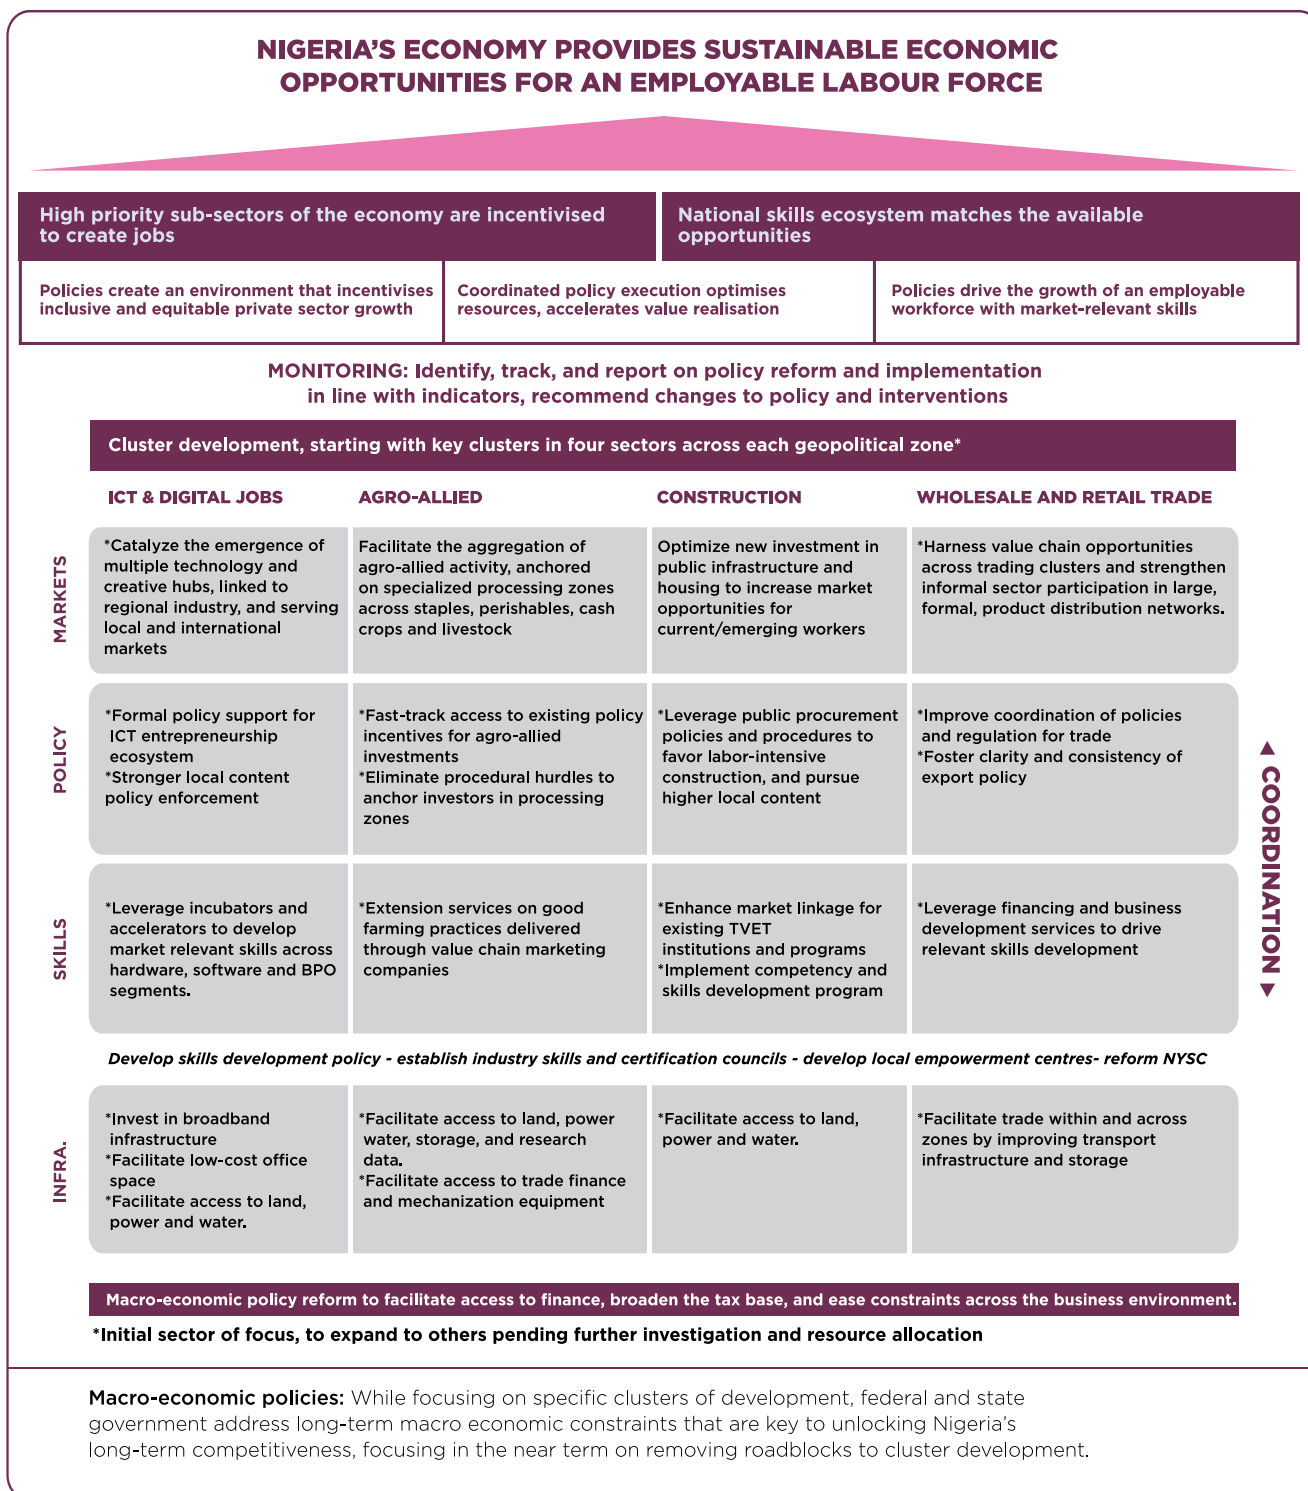 NIGERIA'S ECONOMY PROVIDES SUSTAINABLE ECONOMIC
OPPORTUNITIES FOR AN EMPLOYABLE LABOUR FORCE
High priority sub-sectors of the economy are incentivised
to create jobs
National skills ecosystem matches the available
opportunities
Policies create an environment that incentivises
inclusive and equitable private sector growth
Coordinated policy execution optimises
resources, accelerates value realisation
Policies drive the growth of an employable
workforce with market-relevant skills
MONITORING: Identify, track, and report on policy reform and implementation
in line with indicators, recommend changes to policy and interventions
Cluster development, starting with key clusters in four sectors across each geopolitical zone*
ICT & DIGITAL JOBS
AGRO-ALLIED
CONSTRUCTION
WHOLESALE AND RETAIL TRADE
MARKETS
*Catalyze the emergence of
multiple technology and
creative hubs, linked to
regional industry, and serving
local and international
markets
Facilitate the aggregation of
agro-allied activity, anchored
on specialized processing zones
across staples, perishables, cash
crops and livestock
Optimize new investment in
public infrastructure and
housing to increase market
opportunities for
current/emerging workers
*Harness value chain opportunities
across trading clusters and strengthen
informal sector participation in large,
formal, product distribution networks.
POLICY
*Formal policy support for
ICT entrepreneurship
ecosystem
*Stronger local content
policy enforcement
*Fast-track access to existing policy
incentives for agro-allied
investments
*Eliminate procedural hurdles to
anchor investors in processing
zones
*Leverage public procurement
policies and procedures to
favor labor-intensive
construction, and pursue
higher local content
*Improve coordination of policies
and regulation for trade
*Foster clarity and consistency of
export policy
COORDINATION
SKILLS
*Leverage incubators and
accelerators to develop
market relevant skills across
hardware, software and BPO
segments.
*Extension services on good
farming practices delivered
through value chain marketing
companies
*Enhance market linkage for
existing TVET
institutions and programs
*Implement competency and
skills development program
*Leverage financing and business
development services to drive
relevant skills development
Develop skills development policy - establish industry skills and certification councils - develop local empowerment centres- reform NYSC
INFRA.
*Invest in broadband
infrastructure
*Facilitate low-cost office
space
*Facilitate access to land,
power and water.
*Facilitate access to land, power
water, storage, and research
data.
*Facilitate access to trade finance
and mechanization equipment
*Facilitate access to land,
power and water.
*Facilitate trade within and across
zones by improving transport
infrastructure and storage
Macro-economic policy reform to facilitate access to finance, broaden the tax base, and ease constraints across the business environment.
*Initial sector of focus, to expand to others pending further investigation and resource allocation
Macro-economic policies: While focusing on specific clusters of development, federal and state
government address long-term macro economic constraints that are key to unlocking Nigeria's
long-term competitiveness, focusing in the near term on removing roadblocks to cluster development.